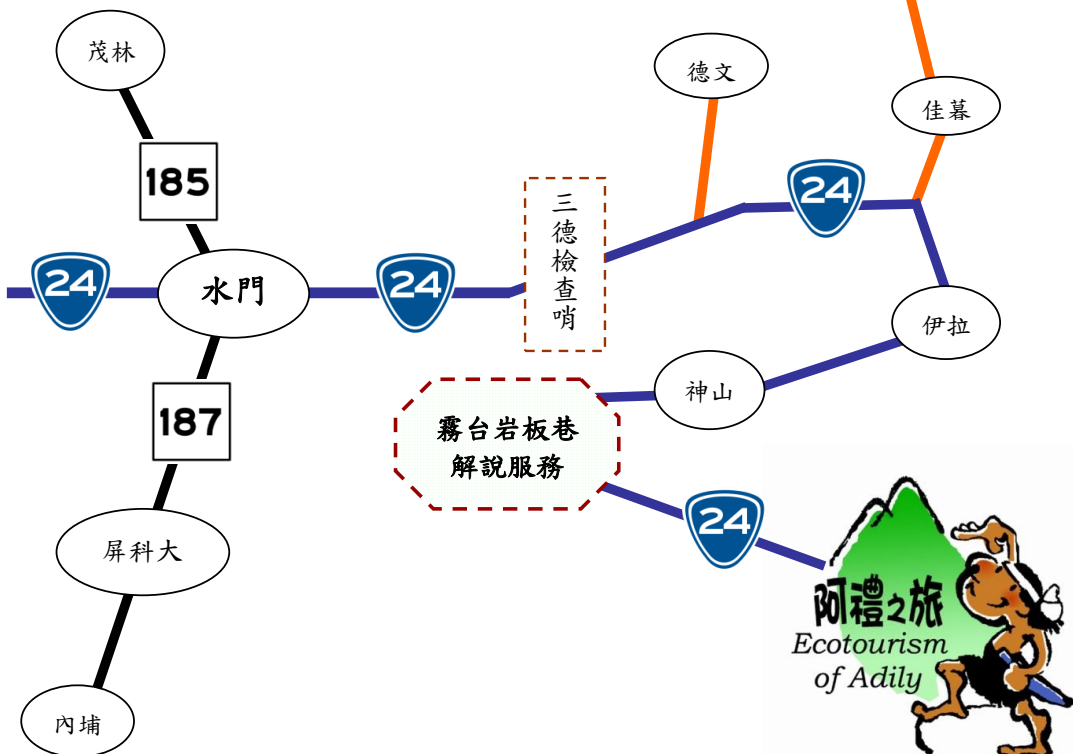 茂林
德文
佳暮
185
24
三德檢查哨
24
水門
24
伊拉
神山
187
霧台岩板巷
解說服務
24
屏科大
阿禮之旅
Ecotourism
of Adily
內埔